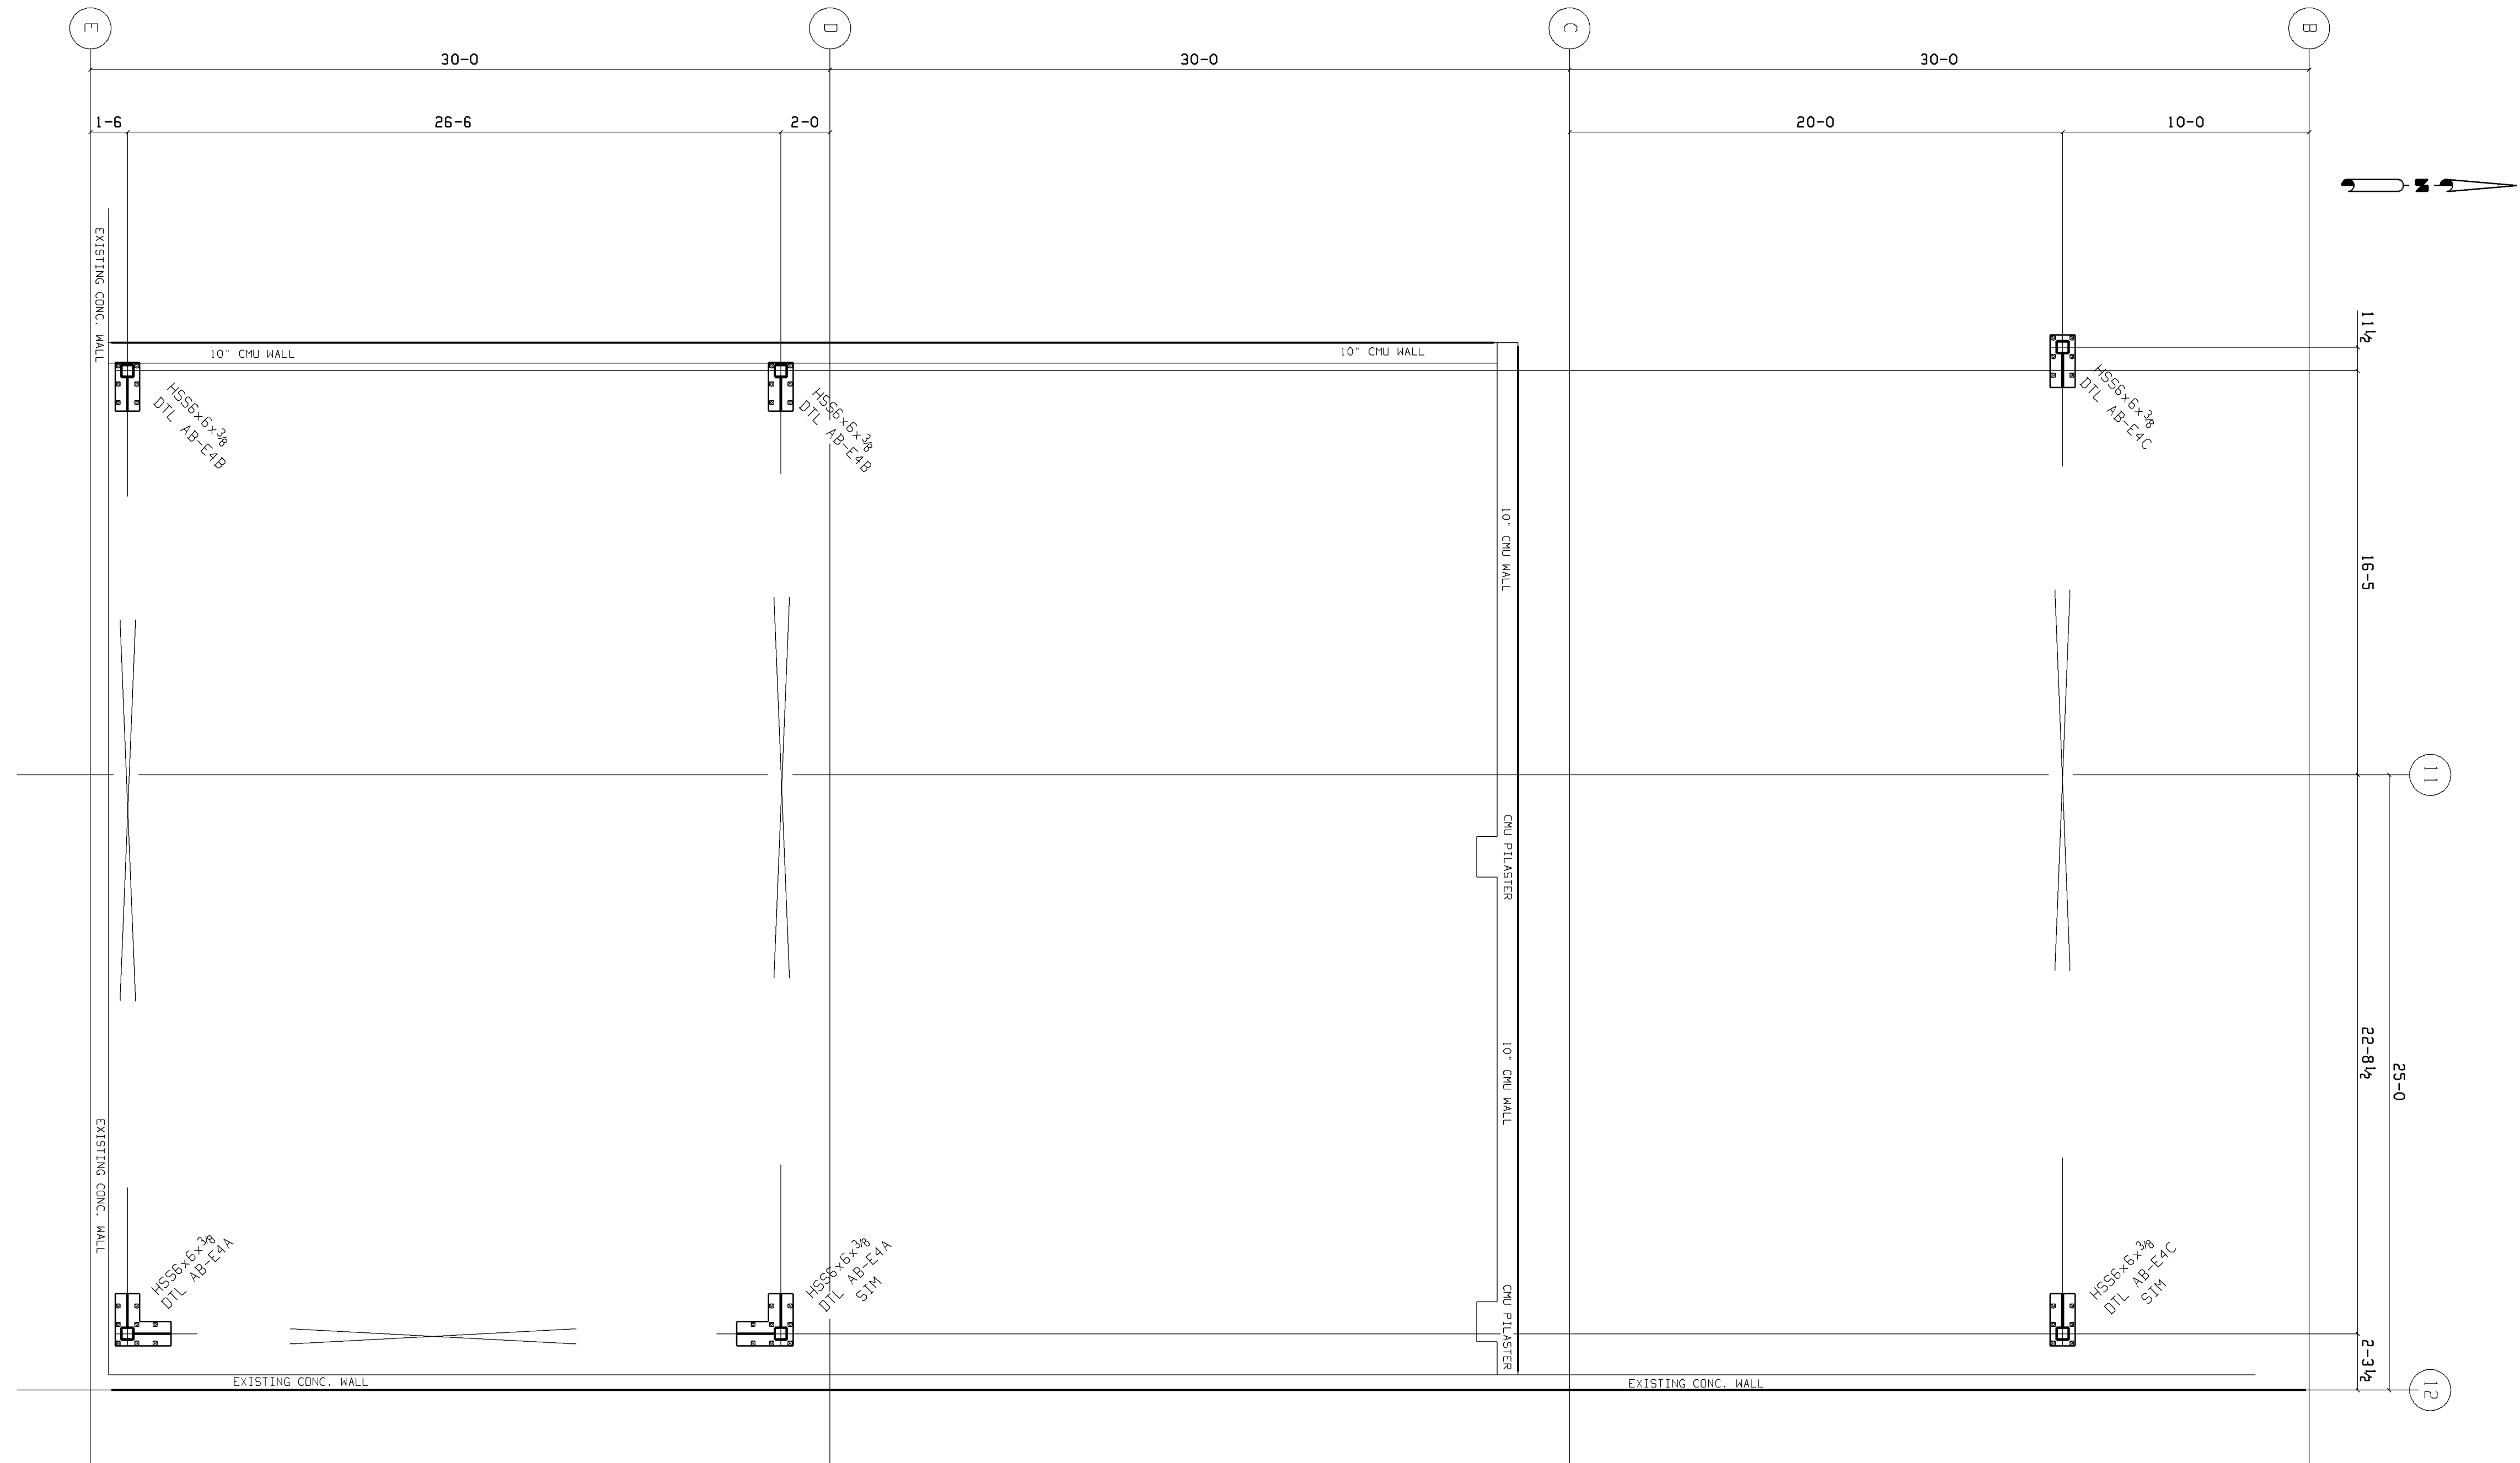 E
D
C
B
30-0
30-0
30-0
1-6
26-6
2-0
20-0
10-0
N
EXISTING CONC. WALL
10" CMU WALL
10" CMU WALL
11½
HSS6x6x3/8
DTL AB-E4B
HSS6x6x3/8
DTL AB-E4B
HSS6x6x3/8
DTL AB-E4C
10" CMU WALL
16-5
11
CMU PILASTER
10" CMU WALL
22-8½
25-0
EXISTING CONC. WALL
HSS6x6x3/8
DTL AB-E4A
HSS6x6x3/8
DTL AB-E4A
SIM
CMU PILASTER
HSS6x6x3/8
DTL AB-E4C
SIM
2-3½
EXISTING CONC. WALL
EXISTING CONC. WALL
12